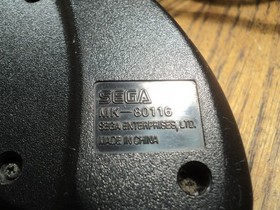 SEGA
MK-80116
SEGA ENTERPRISES, LTD.
MADE IN CHINA